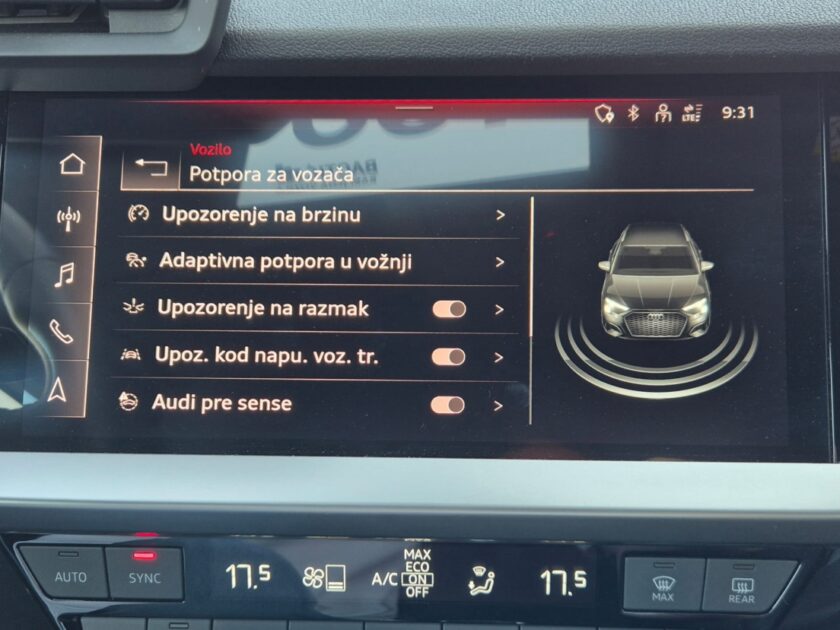 LTE
9:31
Vozilo
Potpora za vozača
Upozorenje na brzinu
Adaptivna potpora u vožnji
Upozorenje na razmak
Upoz. kod napu. voz. tr.
Audi pre sense
AUTO
SYNC
17.5
A/C
MAX
ECO
ON
OFF
17.5
MAX
REAR